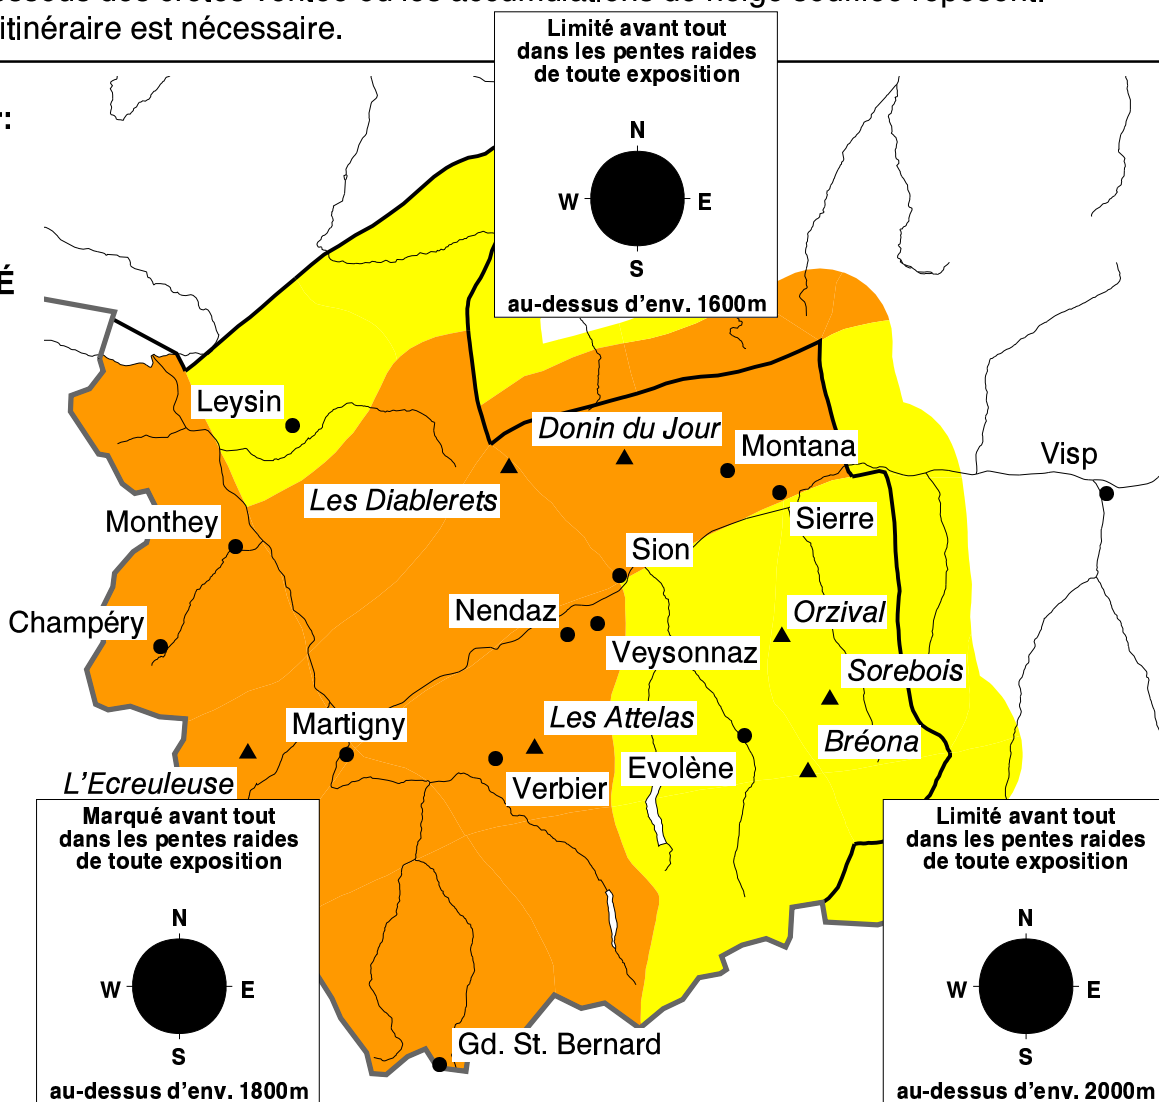 itinéraire est nécessaire.
Limité avant tout
dans les pentes raides
de toute exposition
N
W
E
S
au-dessus d'env. 1600m
r:
É
Leysin
Donin du Jour
Montana
Visp
Les Diablerets
Monthey
Sierre
Sion
Nendaz
Orzival
Champéry
Veysonnaz
Sorebois
Les Attelas
Martigny
Bréona
Evolène
L'Ecreuleuse
Verbier
Marqué avant tout
dans les pentes raides
de toute exposition
N
W
E
S
au-dessus d'env. 1800m
Limité avant tout
dans les pentes raides
de toute exposition
N
W
E
S
au-dessus d'env. 2000m
Gd. St. Bernard